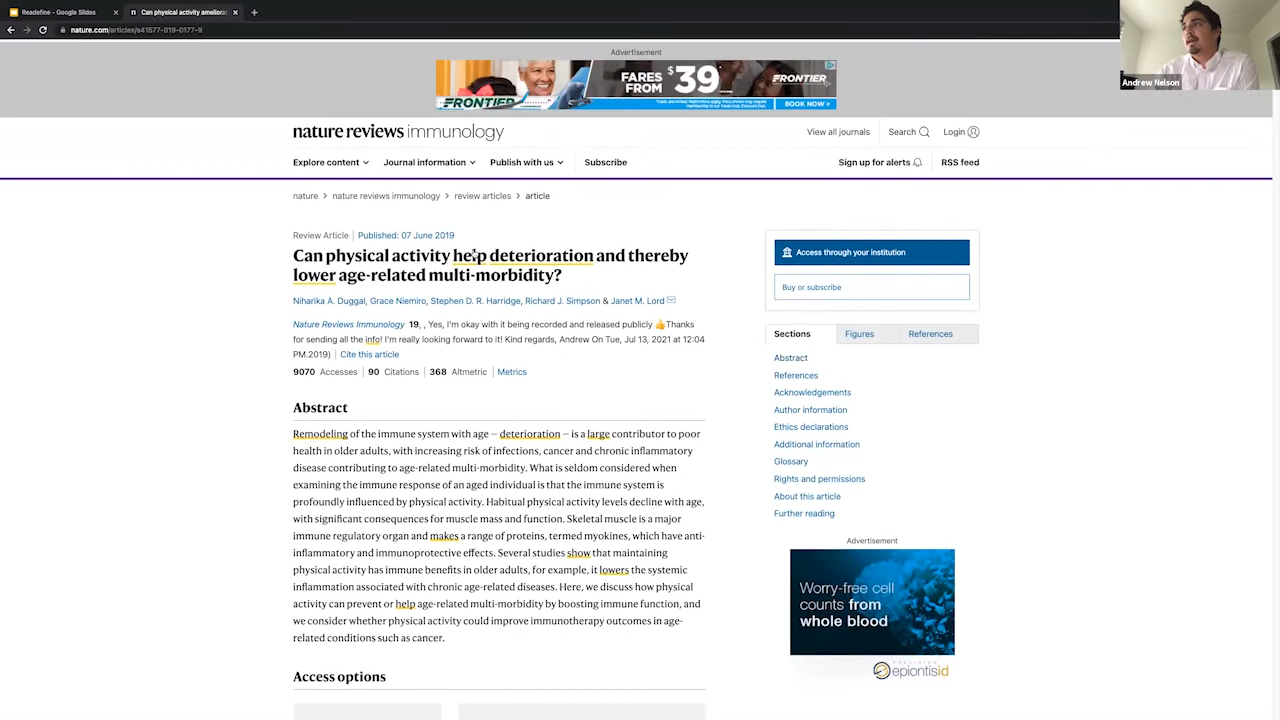 Readefine - Google Slides
Can physical activity ameliora
nature.com/articles/s41577-019-0177-9
Andrew Nelson
Advertisement
FARES FROM $39
FRONTIER
FRONTIER
BOOK NOW >
nature reviews immunology
View all journals
Search
Login
Explore content
Journal information
Publish with us
Subscribe
Sign up for alerts
RSS feed
nature > nature reviews immunology > review articles > article
Review Article | Published: 07 June 2019
Can physical activity help deterioration and thereby
lower age-related multi-morbidity?
Niharika A. Duggal, Grace Niemiro, Stephen D. R. Harridge, Richard J. Simpson & Janet M. Lord
Nature Reviews Immunology 19, , Yes, I'm okay with it being recorded and released publicly 👍Thanks
for sending all the info! I'm really looking forward to it! Kind regards, Andrew On Tue, Jul 13, 2021 at 12:04
PM.2019) | Cite this article
9070 Accesses | 90 Citations | 368 Altmetric | Metrics
Abstract
Remodeling of the immune system with age — deterioration — is a large contributor to poor
health in older adults, with increasing risk of infections, cancer and chronic inflammatory
disease contributing to age-related multi-morbidity. What is seldom considered when
examining the immune response of an aged individual is that the immune system is
profoundly influenced by physical activity. Habitual physical activity levels decline with age,
with significant consequences for muscle mass and function. Skeletal muscle is a major
immune regulatory organ and makes a range of proteins, termed myokines, which have anti-
inflammatory and immunoprotective effects. Several studies show that maintaining
physical activity has immune benefits in older adults, for example, it lowers the systemic
inflammation associated with chronic age-related diseases. Here, we discuss how physical
activity can prevent or help age-related multi-morbidity by boosting immune function, and
we consider whether physical activity could improve immunotherapy outcomes in age-
related conditions such as cancer.
Access options
Access through your institution
Buy or subscribe
Sections
Figures
References
Abstract
References
Acknowledgements
Author information
Ethics declarations
Additional information
Glossary
Rights and permissions
About this article
Further reading
Advertisement
Worry-free cell
counts from
whole blood
PRECISION
epiontisid